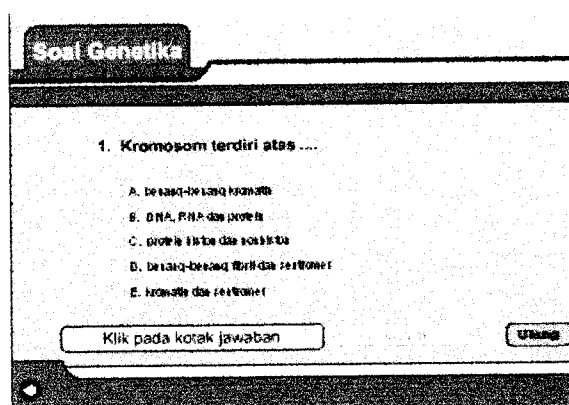 Soal Genetika
1. Kromosom terdiri atas ....
A. benang-benang kromatin
B. DNA, RNA dan protein
C. protein histon dan nonhiston
D. benang-benang fibril dan sentromer
E. kromatin dan sentromer
Klik pada kotak jawaban
Ulang